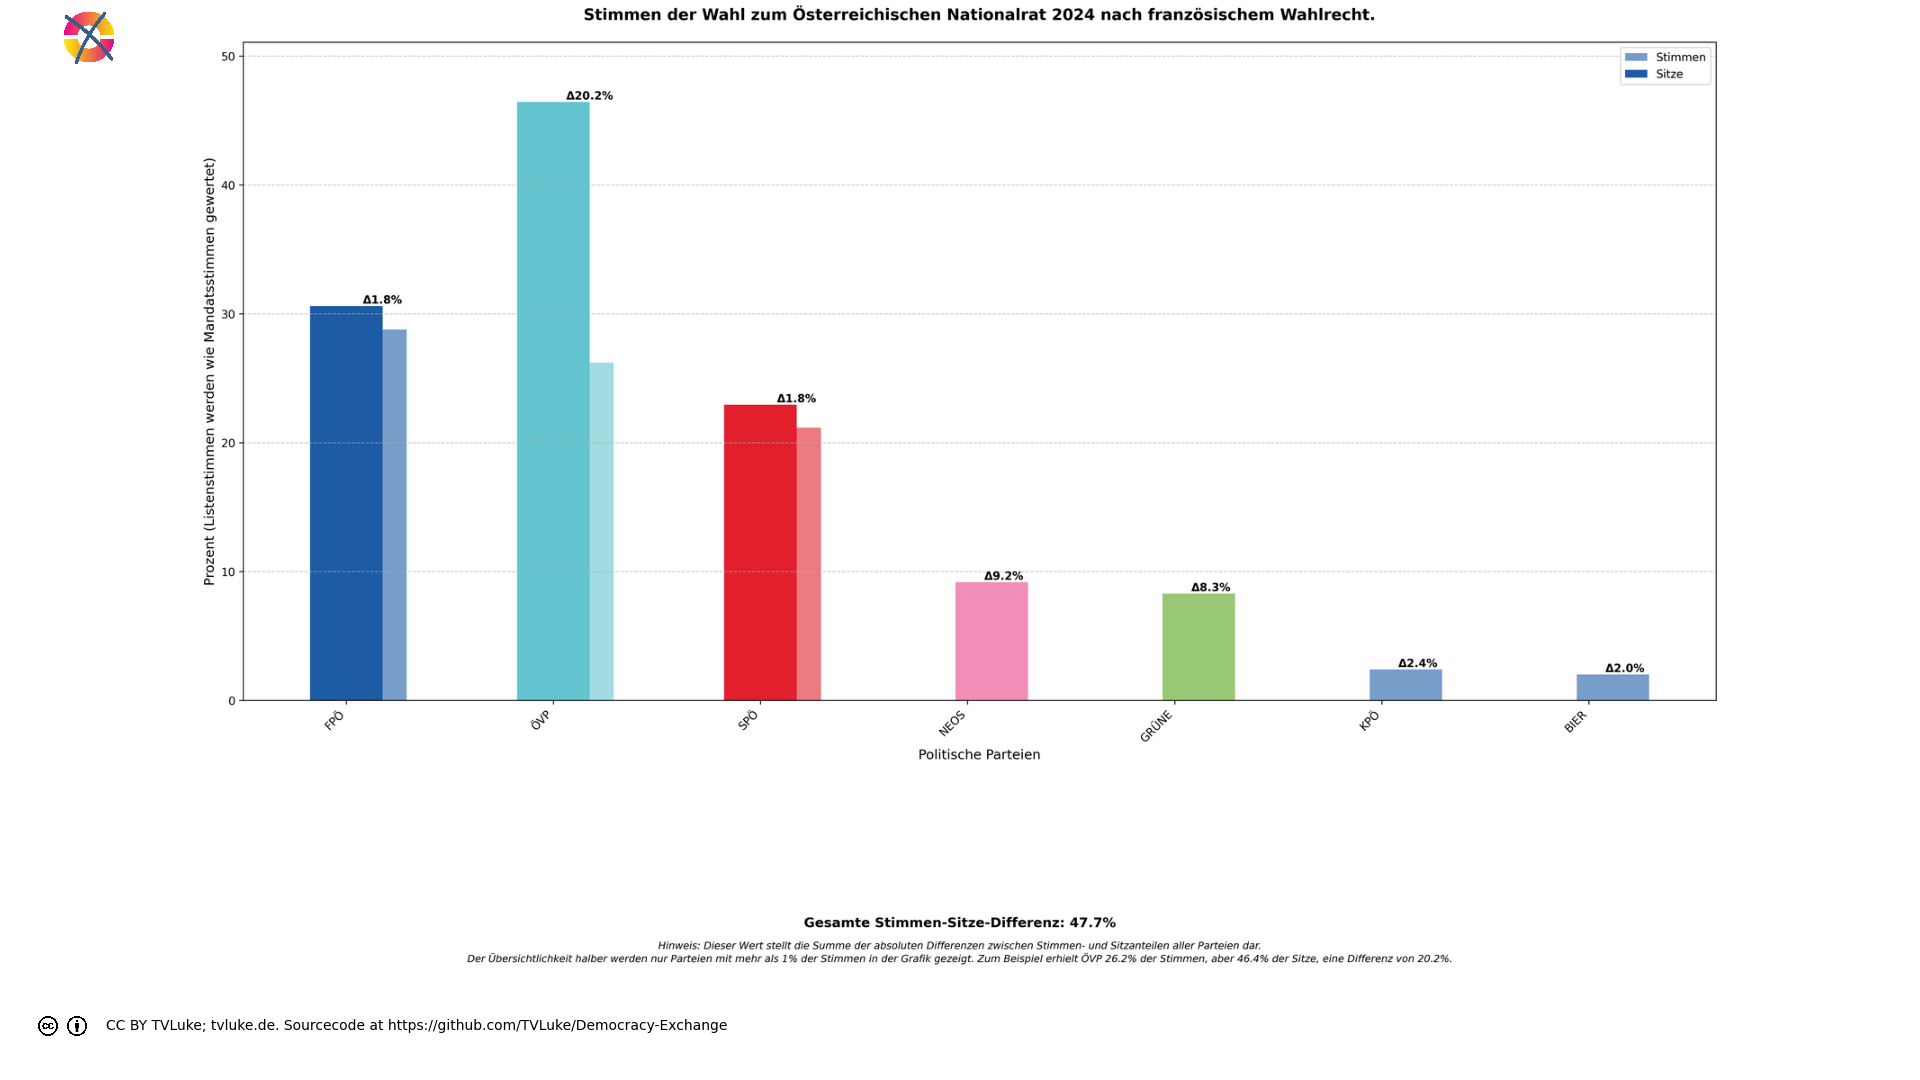 Stimmen der Wahl zum Österreichischen Nationalrat 2024 nach französischem Wahlrecht.
Stimmen
Sitze
Prozent (Listenstimmen werden wie Mandatsstimmen gewertet)
50
40
30
20
10
0
Δ1.8%
Δ20.2%
Δ1.8%
Δ9.2%
Δ8.3%
Δ2.4%
Δ2.0%
FPÖ
ÖVP
SPÖ
NEOS
GRÜNE
KPÖ
BIER
Politische Parteien
Gesamte Stimmen-Sitze-Differenz: 47.7%
Hinweis: Dieser Wert stellt die Summe der absoluten Differenzen zwischen Stimmen- und Sitzanteilen aller Parteien dar.
Der Übersichtlichkeit halber werden nur Parteien mit mehr als 1% der Stimmen in der Grafik gezeigt. Zum Beispiel erhielt ÖVP 26.2% der Stimmen, aber 46.4% der Sitze, eine Differenz von 20.2%.
cc CC BY TVLuke; tvluke.de. Sourcecode at https://github.com/TVLuke/Democracy-Exchange